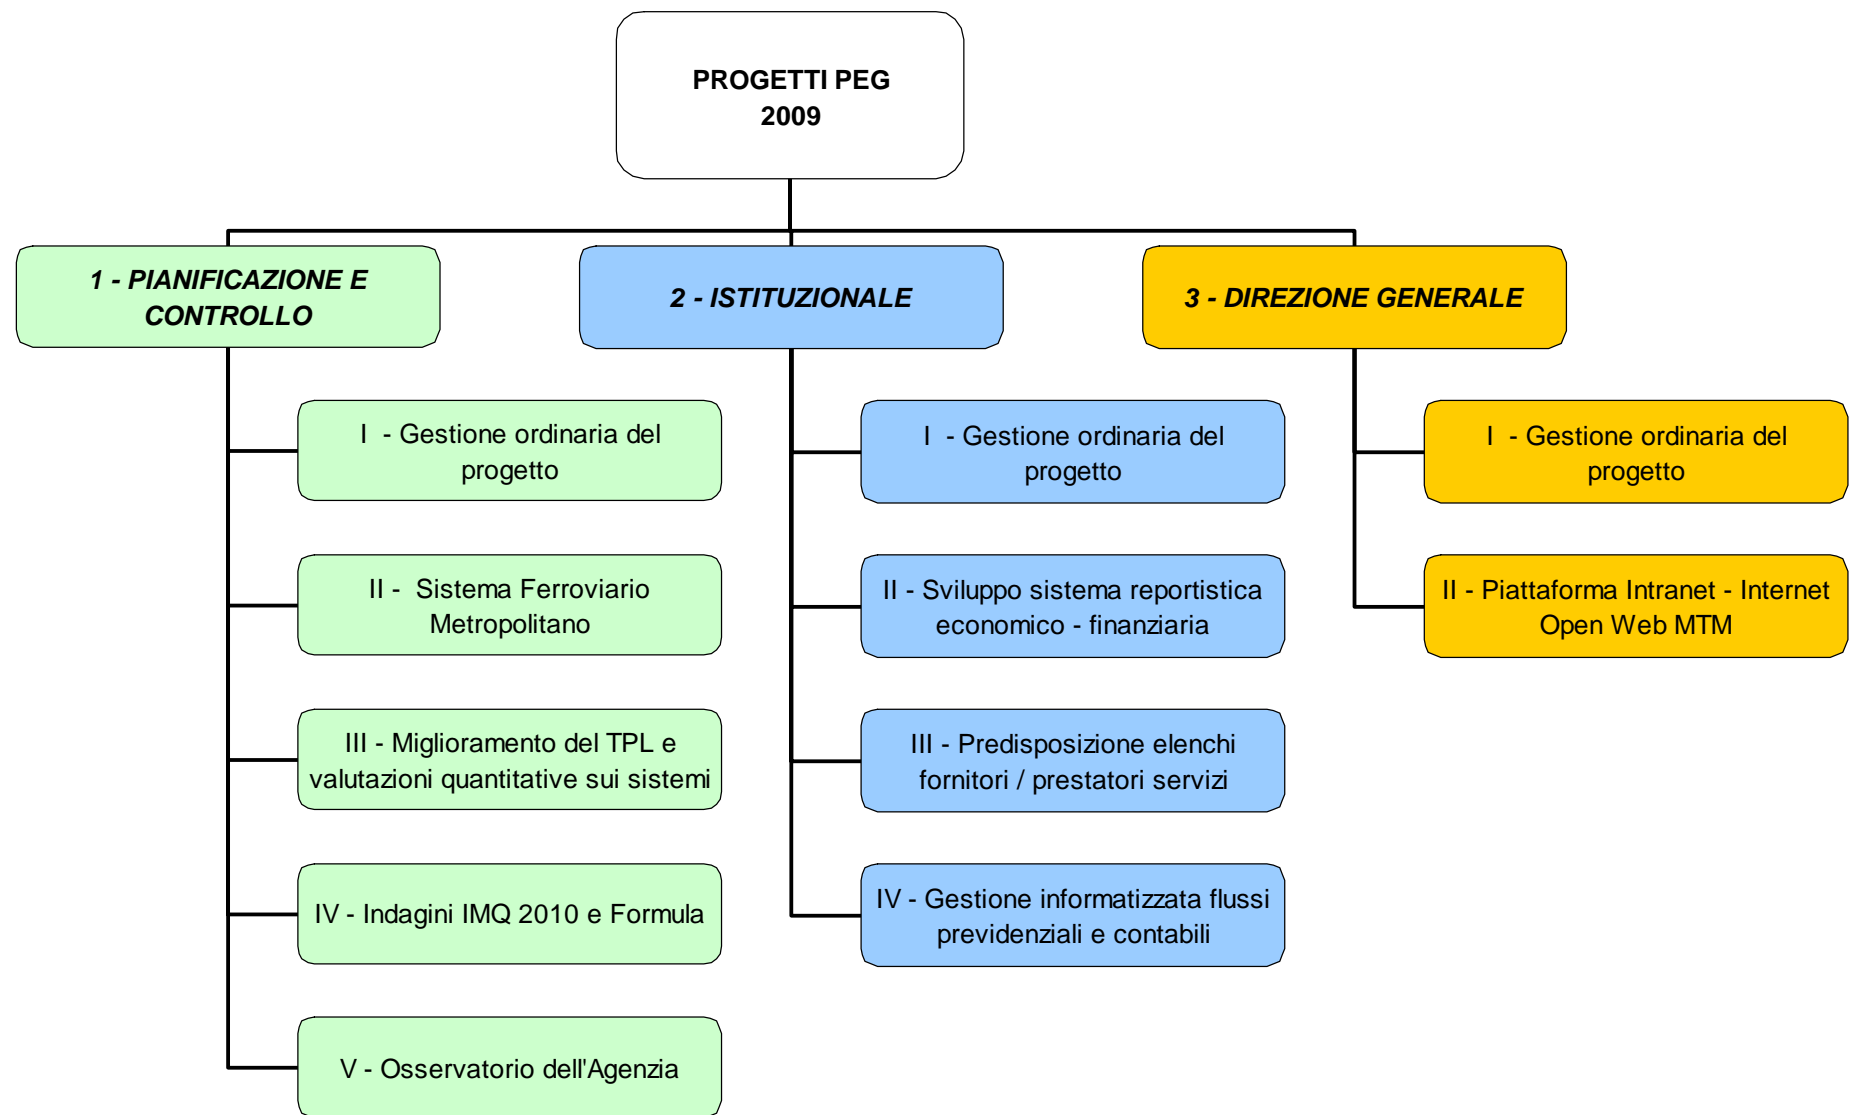 PROGETTI PEG
2009
1 - PIANIFICAZIONE E
CONTROLLO
2 - ISTITUZIONALE
3 - DIREZIONE GENERALE
I - Gestione ordinaria del
progetto
II - Sistema Ferroviario
Metropolitano
III - Miglioramento del TPL e
valutazioni quantitative sui sistemi
IV - Indagini IMQ 2010 e Formula
V - Osservatorio dell'Agenzia
I - Gestione ordinaria del
progetto
II - Sviluppo sistema reportistica
economico - finanziaria
III - Predisposizione elenchi
fornitori / prestatori servizi
IV - Gestione informatizzata flussi
previdenziali e contabili
I - Gestione ordinaria del
progetto
II - Piattaforma Intranet - Internet
Open Web MTM